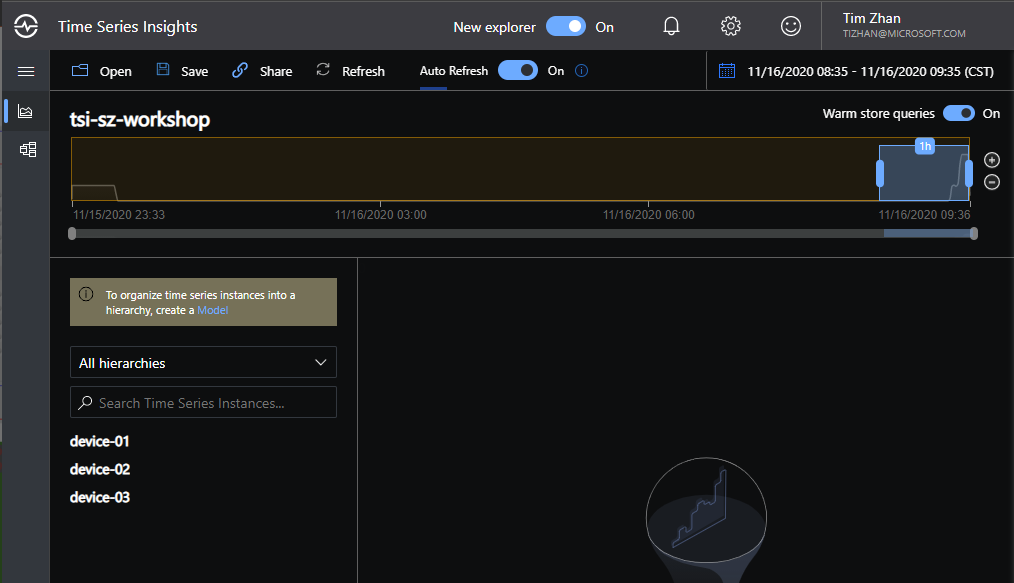 Time Series Insights
New explorer On
Tim Zhan
TIZHAN@MICROSOFT.COM
Open Save Share Refresh Auto Refresh On 11/16/2020 08:35 - 11/16/2020 09:35 (CST)
tsi-sz-workshop
Warm store queries On
1h
11/15/2020 23:33 11/16/2020 03:00 11/16/2020 06:00 11/16/2020 09:36
To organize time series instances into a
hierarchy, create a Model
All hierarchies
Search Time Series Instances...
device-01
device-02
device-03